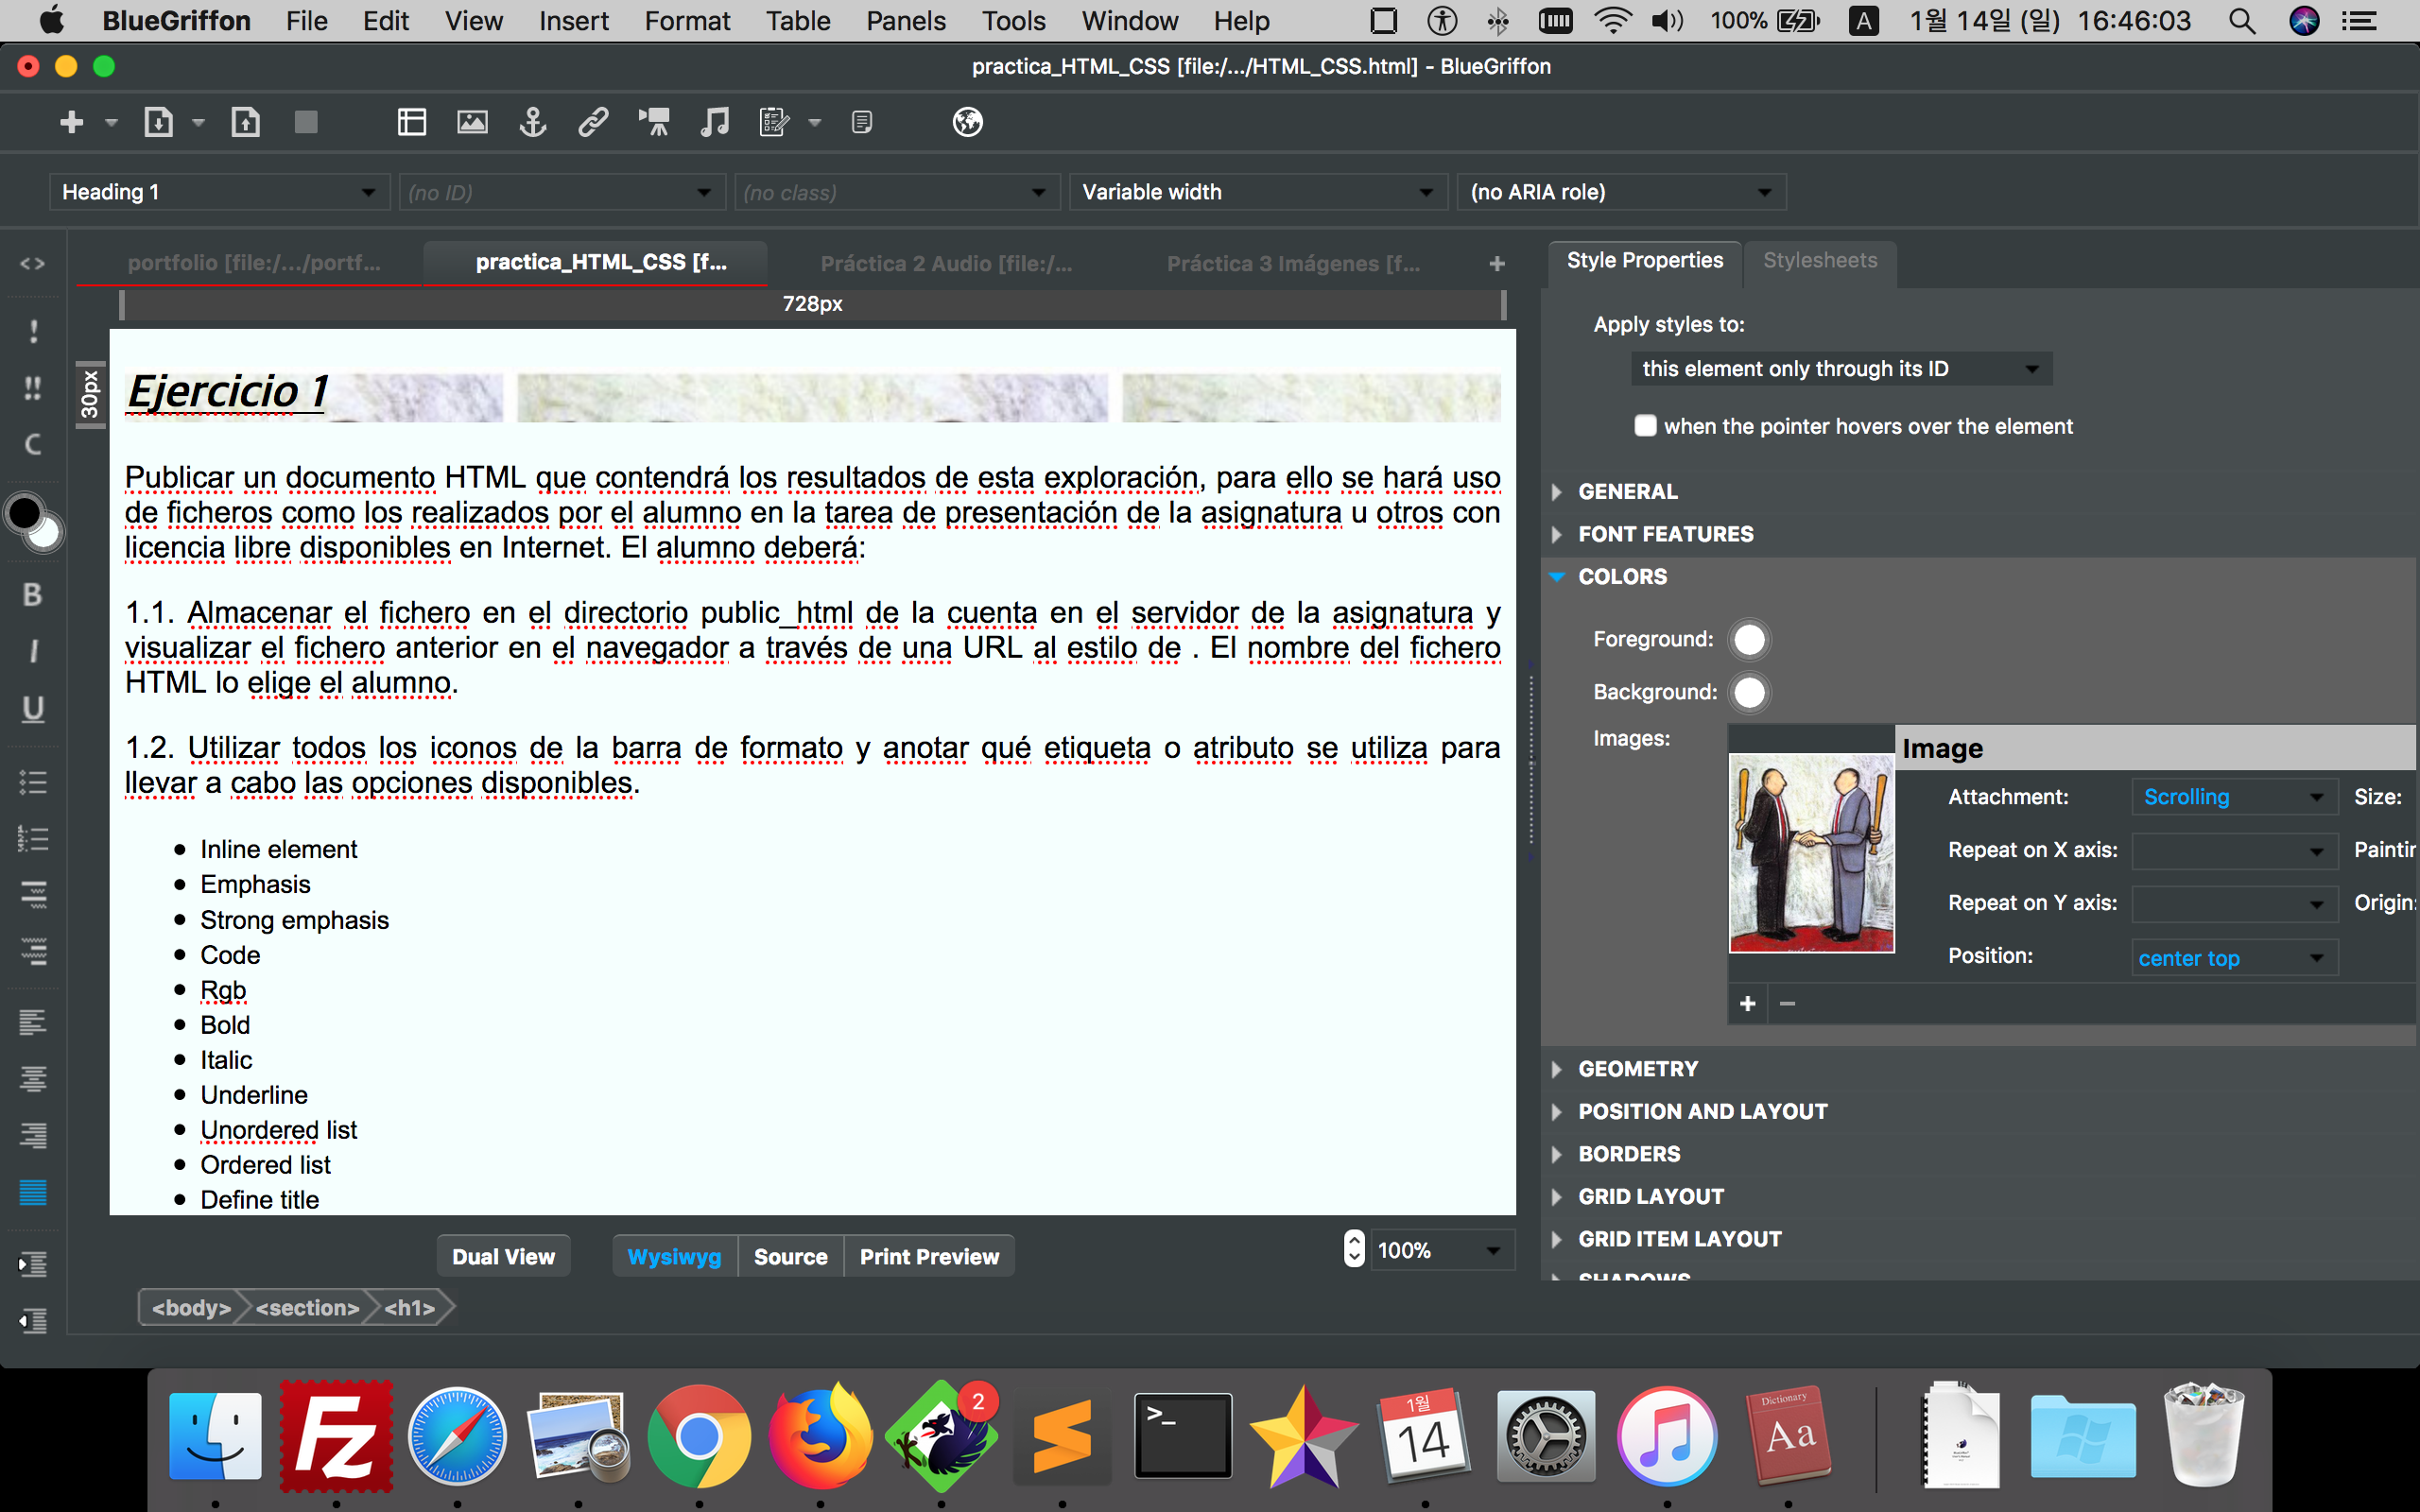 BlueGriffon File Edit View Insert Format Table Panels Tools Window Help 100% A 1월 14일 (일) 16:46:03
practica_HTML_CSS [file:/.../HTML_CSS.html] - BlueGriffon
Heading 1 (no ID) (no class) Variable width (no ARIA role)
portfolio [file:/.../portf... practica_HTML_CSS [f... Práctica 2 Audio [file:/... Práctica 3 Imágenes [f... +
728px
30px
Ejercicio 1
Publicar un documento HTML que contendrá los resultados de esta exploración, para ello se hará uso
de ficheros como los realizados por el alumno en la tarea de presentación de la asignatura u otros con
licencia libre disponibles en Internet. El alumno deberá:
1.1. Almacenar el fichero en el directorio public_html de la cuenta en el servidor de la asignatura y
visualizar el fichero anterior en el navegador a través de una URL al estilo de . El nombre del fichero
HTML lo elige el alumno.
1.2. Utilizar todos los iconos de la barra de formato y anotar qué etiqueta o atributo se utiliza para
llevar a cabo las opciones disponibles.
Inline element
Emphasis
Strong emphasis
Code
Rgb
Bold
Italic
Underline
Unordered list
Ordered list
Define title
<> 
!
!!
C
B
I
U
Dual View Wysiwyg Source Print Preview 100%
<body> <section> <h1>
Style Properties Stylesheets
Apply styles to:
this element only through its ID
when the pointer hovers over the element
GENERAL
FONT FEATURES
COLORS
Foreground:
Background:
Images:
Image
Attachment: Scrolling Size:
Repeat on X axis: Paintin
Repeat on Y axis: Origin:
Position: center top
+ −
GEOMETRY
POSITION AND LAYOUT
BORDERS
GRID LAYOUT
GRID ITEM LAYOUT
SHADOWS
Fz
2
>_
1월
14
Dictionary
Aa